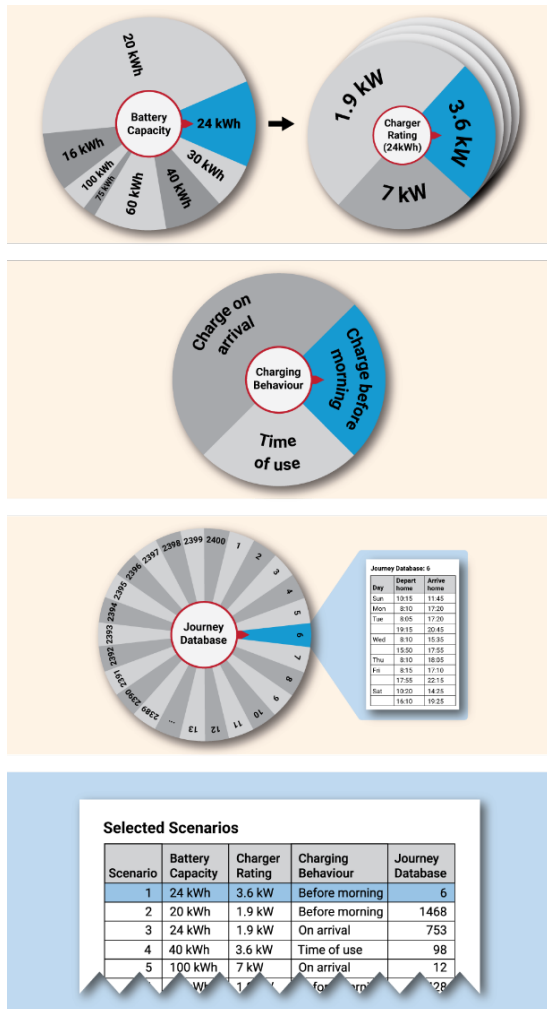 20 kWh
24 kWh
30 kWh
40 kWh
60 kWh
75 kWh
100 kWh
16 kWh
Battery
Capacity
1.9 kW
3.6 kW
7 kW
Charger
Rating
(24kWh)
Charge on
arrival
Charge before
morning
Time
of use
Charging
Behaviour
2400
1
2
3
4
5
6
7
8
9
10
11
12
13
...
2389
2390
2391
2392
2393
2394
2395
2396
2397
2398
2399
Journey
Database
Journey Database: 6
Day Depart home Arrive home
Sun 10:15 11:45
Mon 8:10 17:20
Tue 8:05 17:20
19:15 20:45
Wed 8:10 15:35
15:50 17:55
Thu 8:10 18:05
Fri 8:15 17:10
17:55 22:15
Sat 10:20 14:25
16:10 19:25
Selected Scenarios
Scenario Battery Capacity Charger Rating Charging Behaviour Journey Database
1 24 kWh 3.6 kW Before morning 6
2 20 kWh 1.9 kW Before morning 1468
3 24 kWh 1.9 kW On arrival 753
4 40 kWh 3.6 kW Time of use 98
5 100 kWh 7 kW On arrival 12